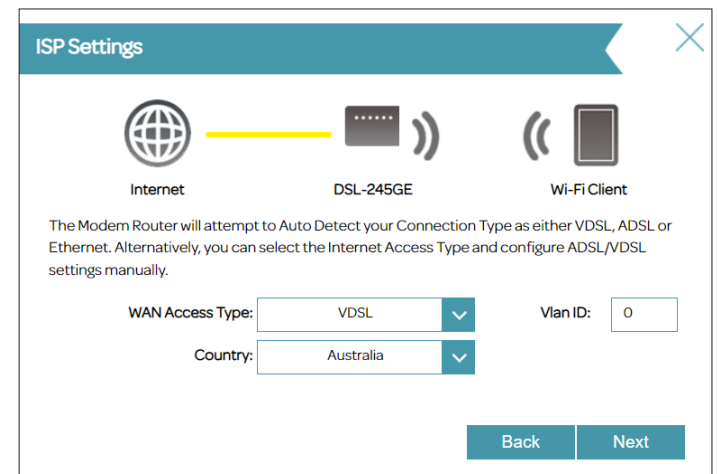 ISP Settings
Internet
DSL-245GE
Wi-Fi Client
The Modem Router will attempt to Auto Detect your Connection Type as either VDSL, ADSL or
Ethernet. Alternatively, you can select the Internet Access Type and configure ADSL/VDSL
settings manually.
WAN Access Type: VDSL Vlan ID: 0
Country: Australia
Back Next